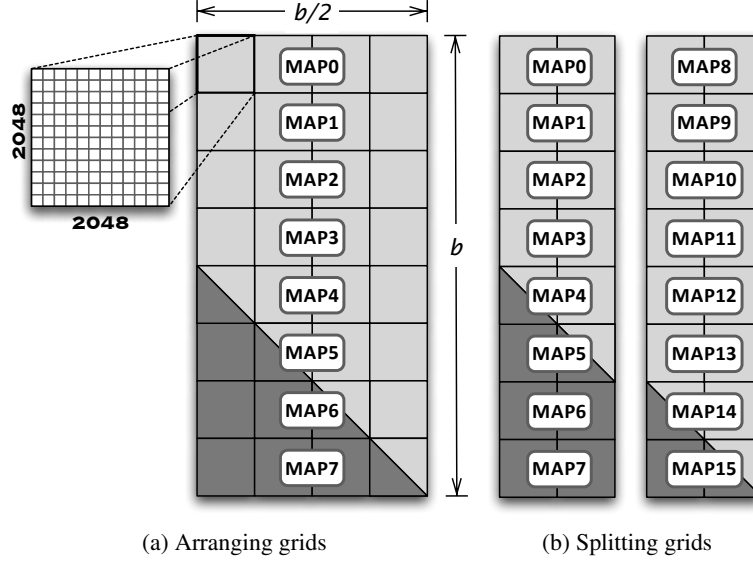 b/2
MAP0
MAP1
MAP2
MAP3
MAP4
MAP5
MAP6
MAP7
2048
2048
b
MAP0
MAP1
MAP2
MAP3
MAP4
MAP5
MAP6
MAP7
MAP8
MAP9
MAP10
MAP11
MAP12
MAP13
MAP14
MAP15
(a) Arranging grids
(b) Splitting grids